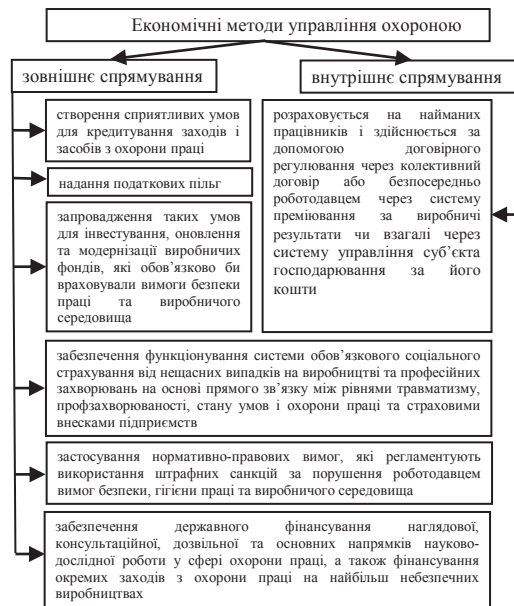 Економічні методи управління охороною
зовнішнє спрямування
внутрішнє спрямування
створення сприятливих умов
для кредитування заходів і
засобів з охорони праці
надання податкових пільг
запровадження таких умов
для інвестування, оновлення
та модернізації виробничих
фондів, які обов’язково би
враховували вимоги безпеки
праці та виробничого
середовища
розраховується на найманих
працівників і здійснюється за
допомогою договірного
регулювання через колективний
договір або безпосередньо
роботодавцем через систему
преміювання за виробничі
результати чи взагалі через
систему управління суб’єкта
господарювання за його
кошти
забезпечення функціонування системи обов’язкового соціального
страхування від нещасних випадків на виробництві та професійних
захворювань на основі прямого зв’язку між рівнями травматизму,
профзахворюваності, стану умов і охорони праці та страховими
внесками підприємств
застосування нормативно-правових вимог, які регламентують
використання штрафних санкцій за порушення роботодавцем
вимог безпеки, гігієни праці та виробничого середовища
забезпечення державного фінансування наглядової,
консультаційної, дозвільної та основних напрямків науково-
дослідної роботи у сфері охорони праці, а також фінансування
окремих заходів з охорони праці на найбільш небезпечних
виробництвах